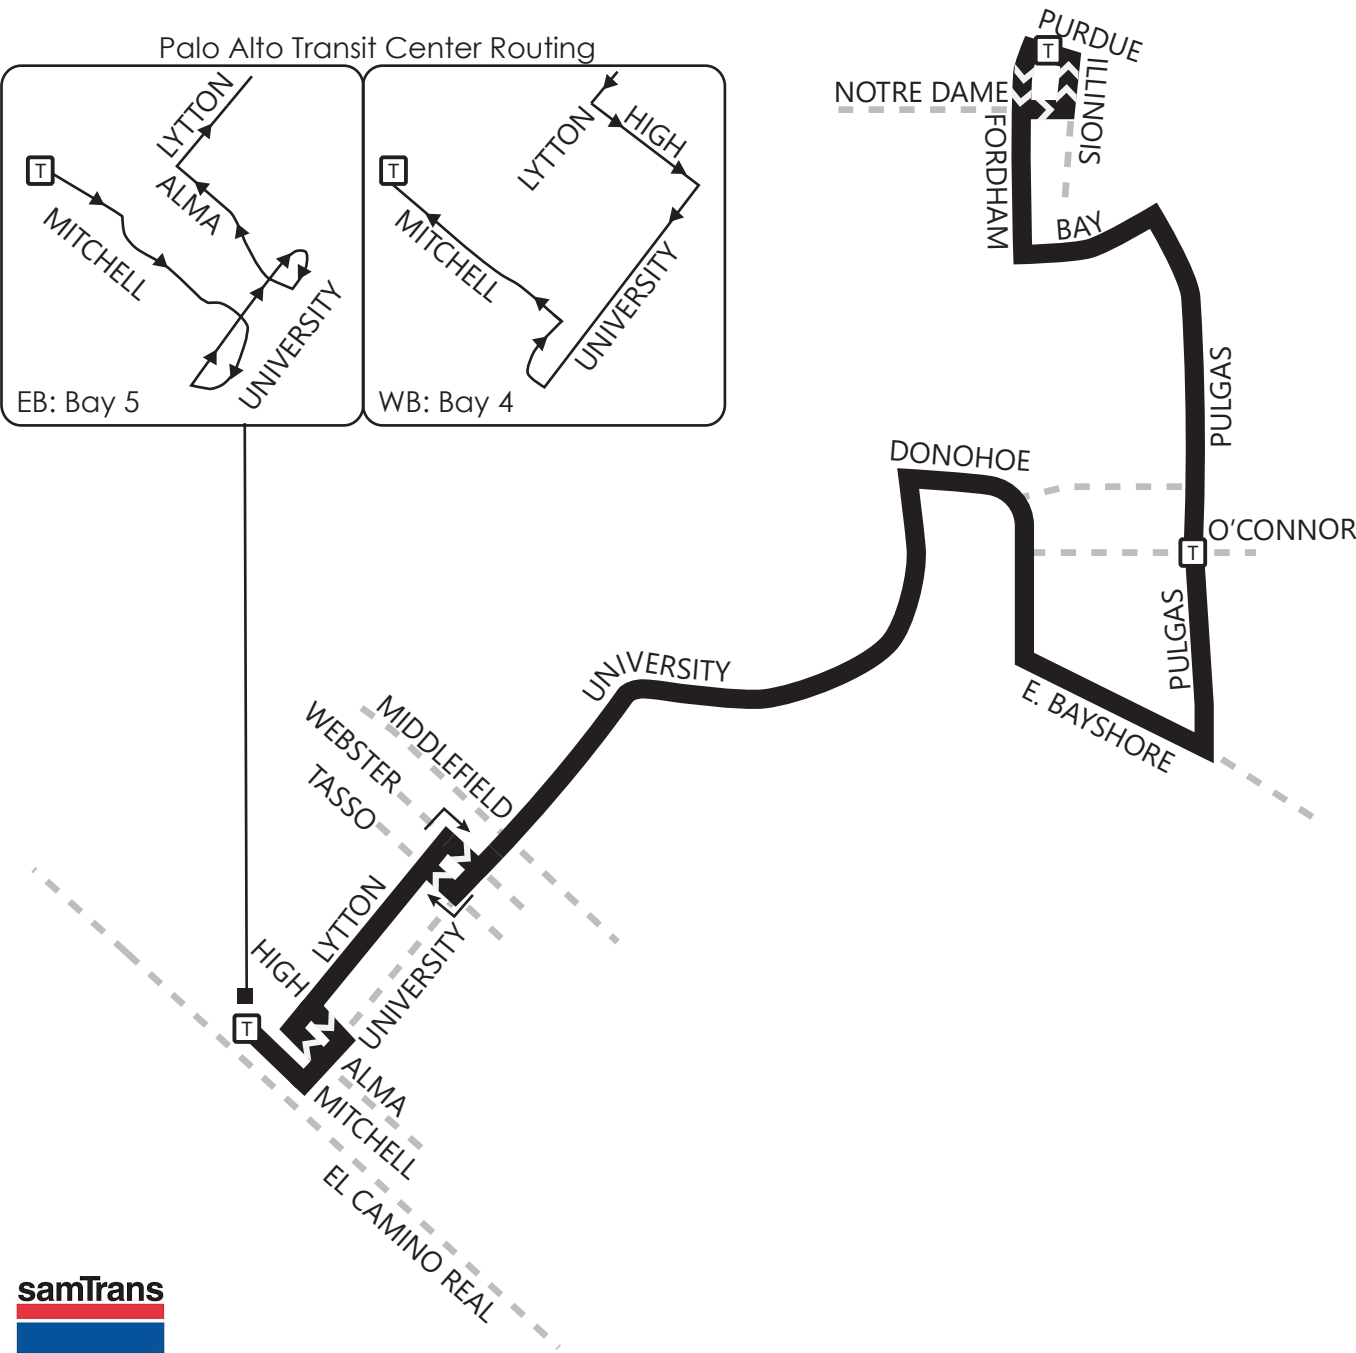 Palo Alto Transit Center Routing
LYTTON
T
ALMA
MITCHELL
UNIVERSITY
EB: Bay 5
LYTTON
HIGH
T
MITCHELL
UNIVERSITY
WB: Bay 4
PURDUE
T
ILLINOIS
NOTRE DAME
FORDHAM
BAY
PULGAS
DONOHOE
O'CONNOR
T
PULGAS
E. BAYSHORE
UNIVERSITY
MIDDLEFIELD
WEBSTER
TASSO
LYTTON
HIGH
UNIVERSITY
T
ALMA
MITCHELL
EL CAMINO REAL
samTrans